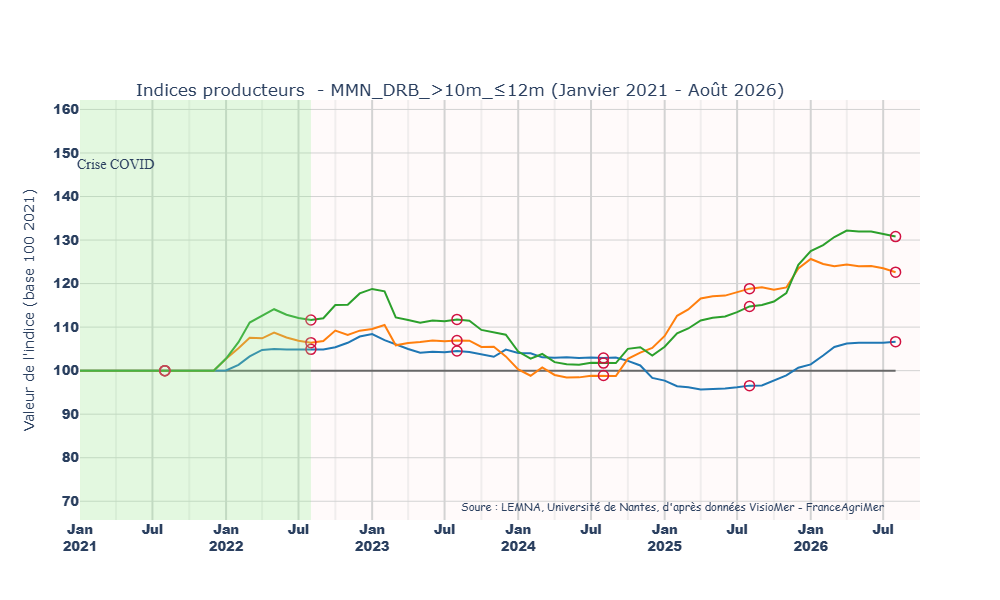 Indices producteurs  - MMN_DRB_>10m_≤12m (Janvier 2021 - Août 2026)
Valeur de l'indice (base 100 2021)
160
150
140
130
120
110
100
90
80
70
Crise COVID
Soure : LEMNA, Université de Nantes, d'après données VisioMer - FranceAgriMer
Jan Jul Jan Jul Jan Jul Jan Jul Jan Jul Jan Jul
2021 2022 2023 2024 2025 2026